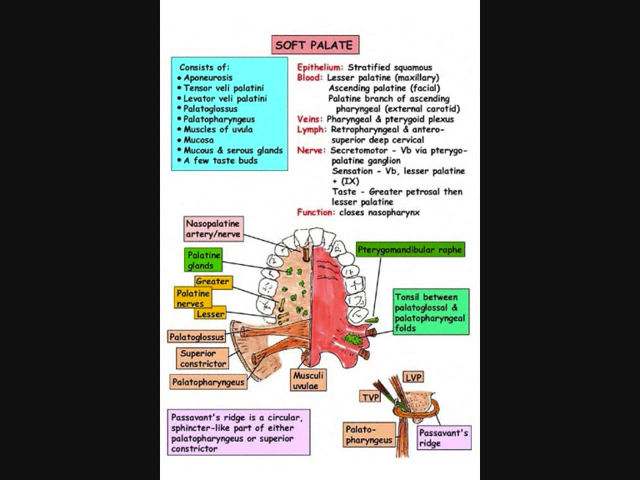 SOFT PALATE
Consists of:
• Aponeurosis
• Tensor veli palatini
• Levator veli palatini
• Palatoglossus
• Palatopharyngeus
• Muscles of uvula
• Mucosa
• Mucous & serous glands
• A few taste buds
Epithelium: Stratified squamous
Blood: Lesser palatine (maxillary)
Ascending palatine (facial)
Palatine branch of ascending
pharyngeal (external carotid)
Veins: Pharyngeal & pterygoid plexus
Lymph: Retropharyngeal & antero-
superior deep cervical
Nerve: Secretomotor - Vb via pterygo-
palatine ganglion
Sensation - Vb, lesser palatine
+ (IX)
Taste - Greater petrosal then
lesser palatine
Function: closes nasopharynx
Nasopalatine
artery/nerve
Palatine
glands
Greater
Palatine
nerves
Lesser
Palatoglossus
Superior
constrictor
Palatopharyngeus
Musculi
uvulae
Pterygomandibular raphe
Tonsil between
palatoglossal &
palatopharyngeal
folds
LVP
TVP
Palato-
pharyngeus
Passavant's
ridge
Passavant's ridge is a circular,
sphincter-like part of either
palatopharyngeus or superior
constrictor